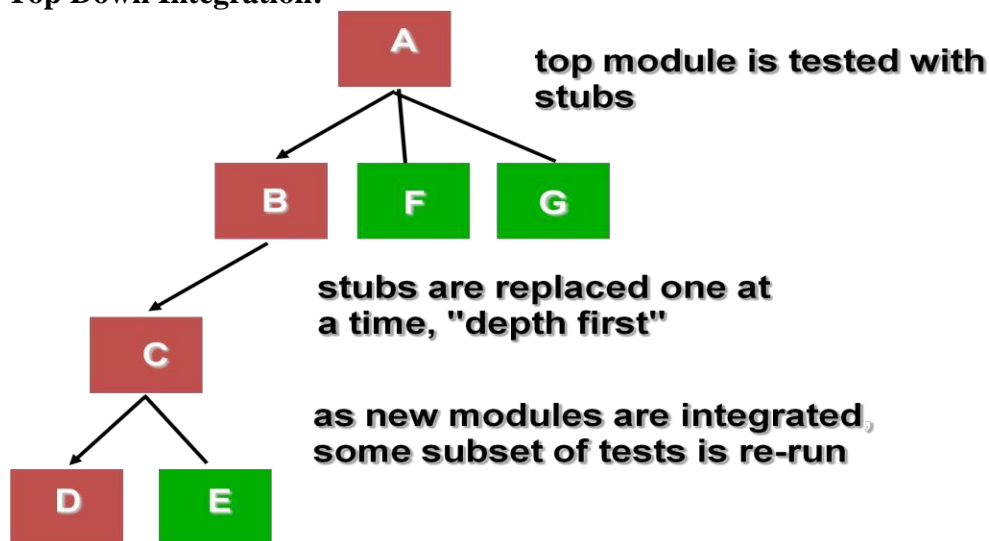 Top Down Integration:
A
top module is tested with
stubs
B
F
G
stubs are replaced one at
a time, "depth first"
C
as new modules are integrated,
some subset of tests is re-run
D
E